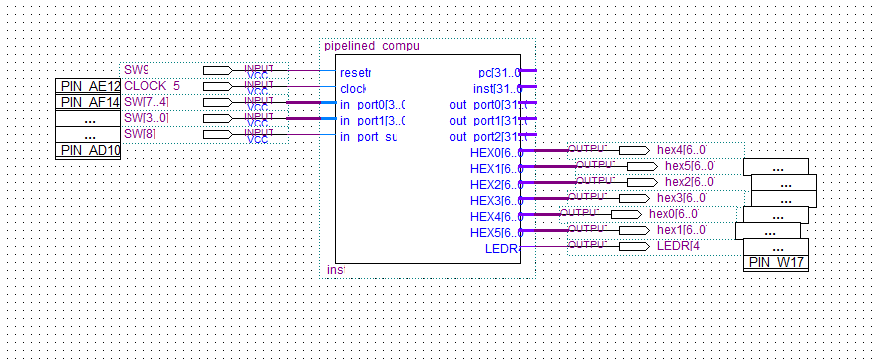 pipelined_compu
SW9 INPUT VCC resetr pc[31..0
PIN_AE12 CLOCK_5 INPUT VCC clock inst[31..0
PIN_AF14 SW[7..4] INPUT VCC in_port0[3..0 out_port0[31..0
... SW[3..0] INPUT VCC in_port1[3..0 out_port1[31..0
... SW[8] INPUT VCC in_port_su out_port2[31..0
PIN_AD10 HEX0[6..0 OUTPUT hex4[6..0
HEX1[6..0 OUTPUT hex5[6..0 ...
HEX2[6..0 OUTPUT hex2[6..0 ...
HEX3[6..0 OUTPUT hex3[6..0 ...
HEX4[6..0 OUTPUT hex0[6..0 ...
HEX5[6..0 OUTPUT hex1[6..0 ...
LEDR OUTPUT LEDR[4 ...
inst PIN_W17